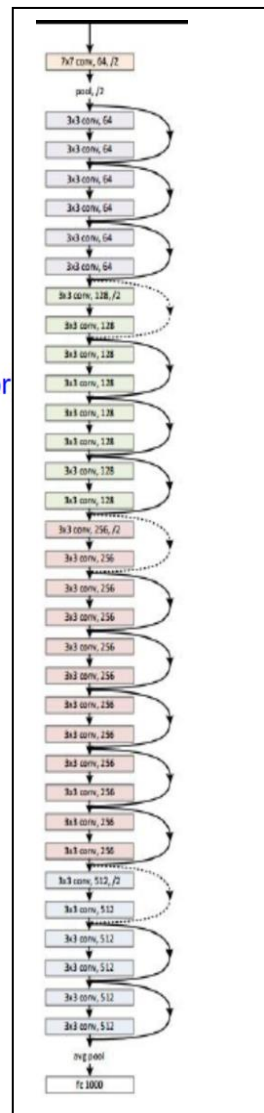 7x7 conv, 64, /2
pool, /2
3x3 conv, 64
3x3 conv, 64
3x3 conv, 64
3x3 conv, 64
3x3 conv, 64
3x3 conv, 64
3x3 conv, 128, /2
3x3 conv, 128
3x3 conv, 128
3x3 conv, 128
3x3 conv, 128
3x3 conv, 128
3x3 conv, 128
3x3 conv, 128
3x3 conv, 256, /2
3x3 conv, 256
3x3 conv, 256
3x3 conv, 256
3x3 conv, 256
3x3 conv, 256
3x3 conv, 256
3x3 conv, 256
3x3 conv, 256
3x3 conv, 256
3x3 conv, 256
3x3 conv, 256
3x3 conv, 512, /2
3x3 conv, 512
3x3 conv, 512
3x3 conv, 512
3x3 conv, 512
3x3 conv, 512
avg pool
fc 1000